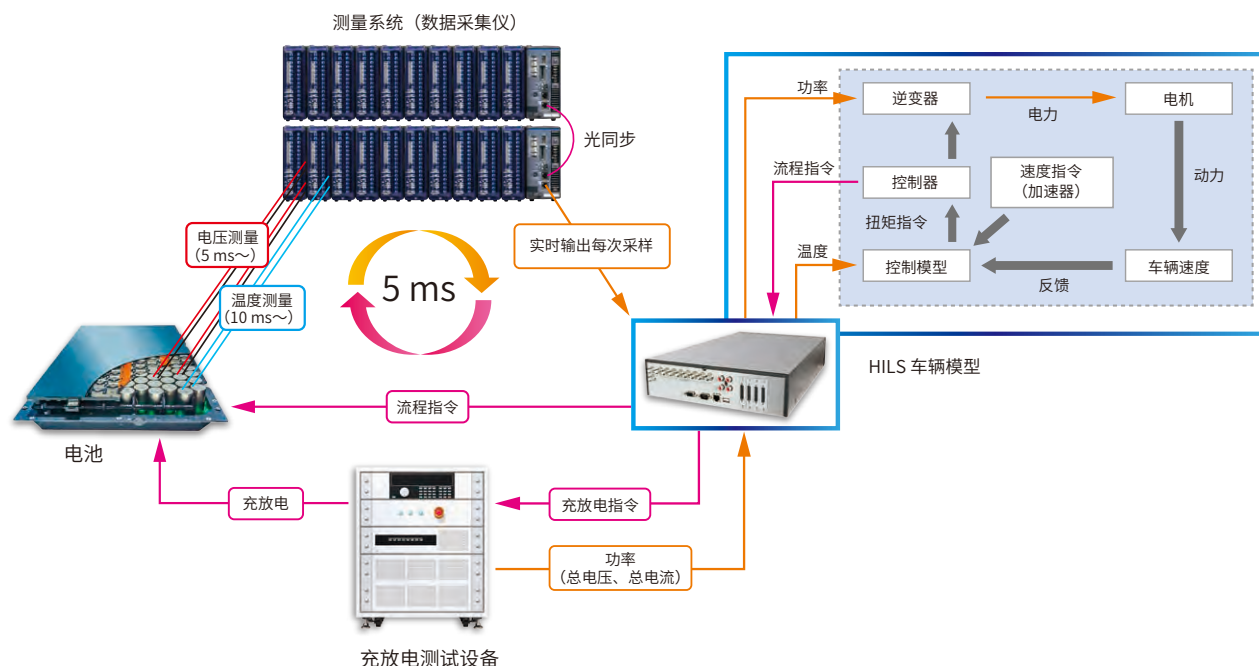 测量系统（数据采集仪）
光同步
电压测量
（5 ms～）
温度测量
（10 ms～）
5 ms
实时输出每次采样
电池
流程指令
充放电
充放电指令
功率
（总电压、总电流）
充放电测试设备
功率
逆变器
电力
电机
流程指令
控制器
速度指令
（加速器）
动力
扭矩指令
温度
控制模型
反馈
车辆速度
HILS 车辆模型